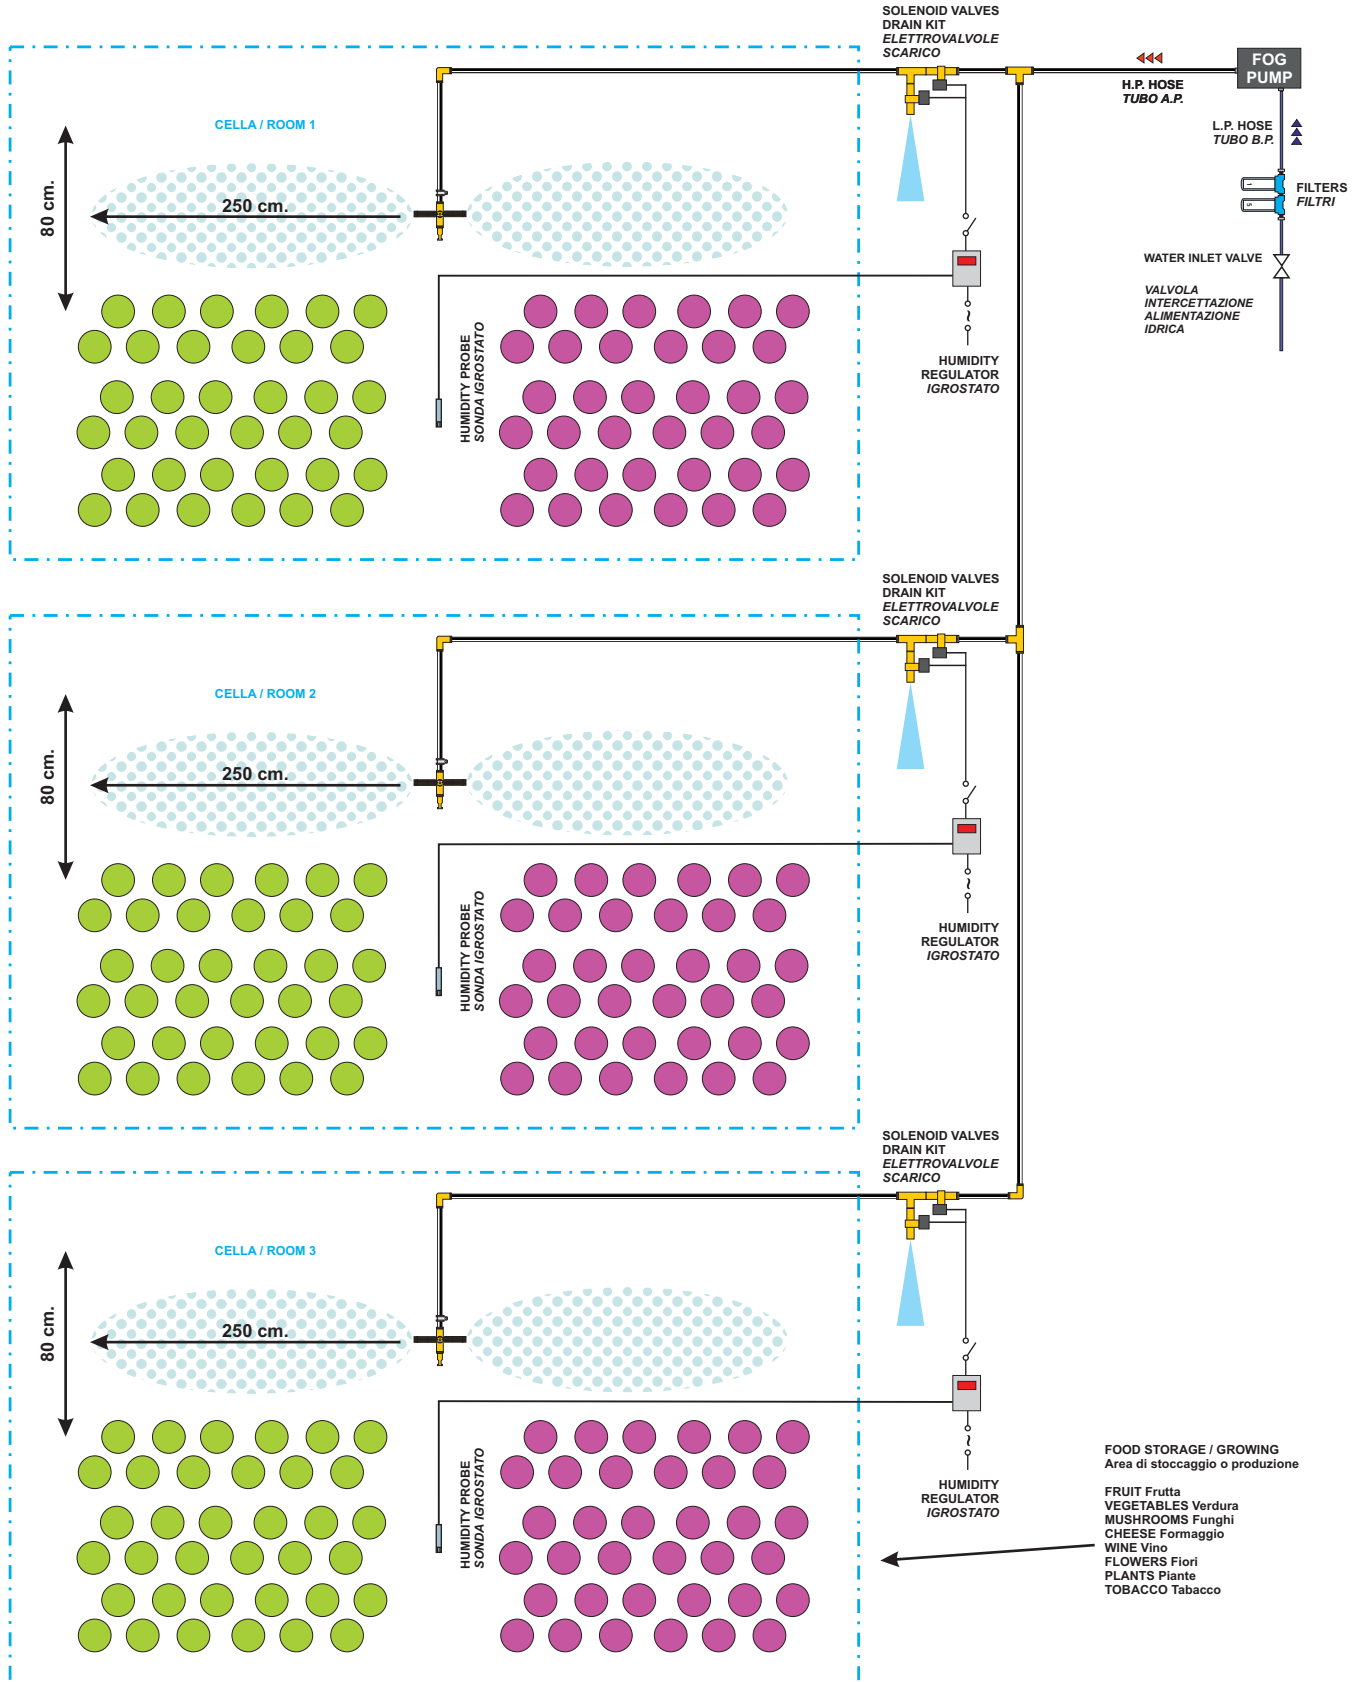 SOLENOID VALVES
DRAIN KIT
ELETTROVALVOLE
SCARICO
FOG
PUMP
H.P. HOSE
TUBO A.P.
L.P. HOSE
TUBO B.P.
1
5
FILTERS
FILTRI
WATER INLET VALVE
VALVOLA
INTERCETTAZIONE
ALIMENTAZIONE
IDRICA
CELLA / ROOM 1
80 cm.
250 cm.
HUMIDITY PROBE
SONDA IGROSTATO
HUMIDITY
REGULATOR
IGROSTATO
SOLENOID VALVES
DRAIN KIT
ELETTROVALVOLE
SCARICO
CELLA / ROOM 2
80 cm.
250 cm.
HUMIDITY PROBE
SONDA IGROSTATO
HUMIDITY
REGULATOR
IGROSTATO
SOLENOID VALVES
DRAIN KIT
ELETTROVALVOLE
SCARICO
CELLA / ROOM 3
80 cm.
250 cm.
HUMIDITY PROBE
SONDA IGROSTATO
HUMIDITY
REGULATOR
IGROSTATO
FOOD STORAGE / GROWING
Area di stoccaggio o produzione
FRUIT Frutta
VEGETABLES Verdura
MUSHROOMS Funghi
CHEESE Formaggio
WINE Vino
FLOWERS Fiori
PLANTS Piante
TOBACCO Tabacco